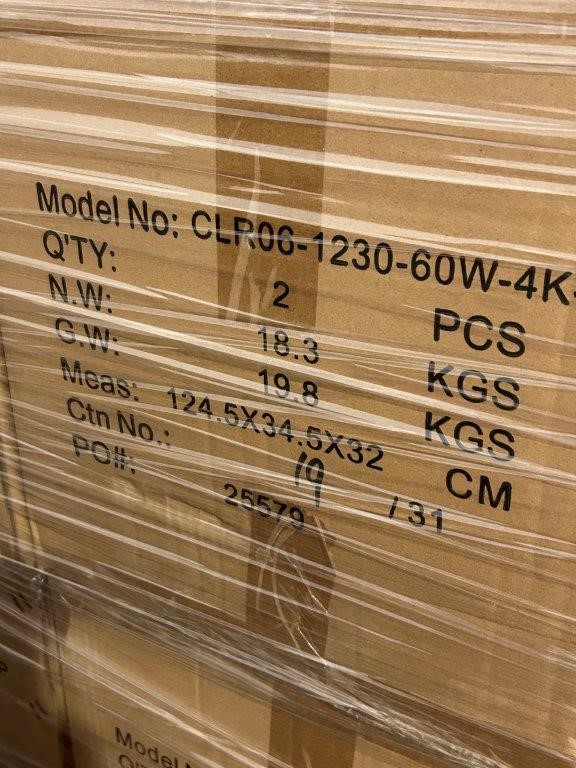 Model No: CLR06-1230-60W-4K-
Q'TY: 2 PCS
N.W: 18.3 KGS
G.W: 19.8 KGS
Meas: 124.5X34.5X32 CM
Ctn No.: 19 /31
PO#: 25579
Model